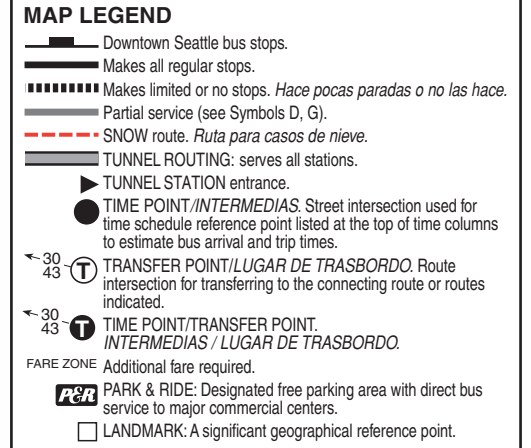 MAP LEGEND
Downtown Seattle bus stops.
Makes all regular stops.
Makes limited or no stops. Hace pocas paradas o no las hace.
Partial service (see Symbols D, G).
SNOW route. Ruta para casos de nieve.
TUNNEL ROUTING: serves all stations.
TUNNEL STATION entrance.
TIME POINT/INTERMEDIAS. Street intersection used for
time schedule reference point listed at the top of time columns
to estimate bus arrival and trip times.
30
43 T TRANSFER POINT/LUGAR DE TRASBORDO. Route
intersection for transferring to the connecting route or routes
indicated.
30
43 T TIME POINT/TRANSFER POINT.
INTERMEDIAS / LUGAR DE TRASBORDO.
FARE ZONE Additional fare required.
P&R PARK & RIDE: Designated free parking area with direct bus
service to major commercial centers.
LANDMARK: A significant geographical reference point.